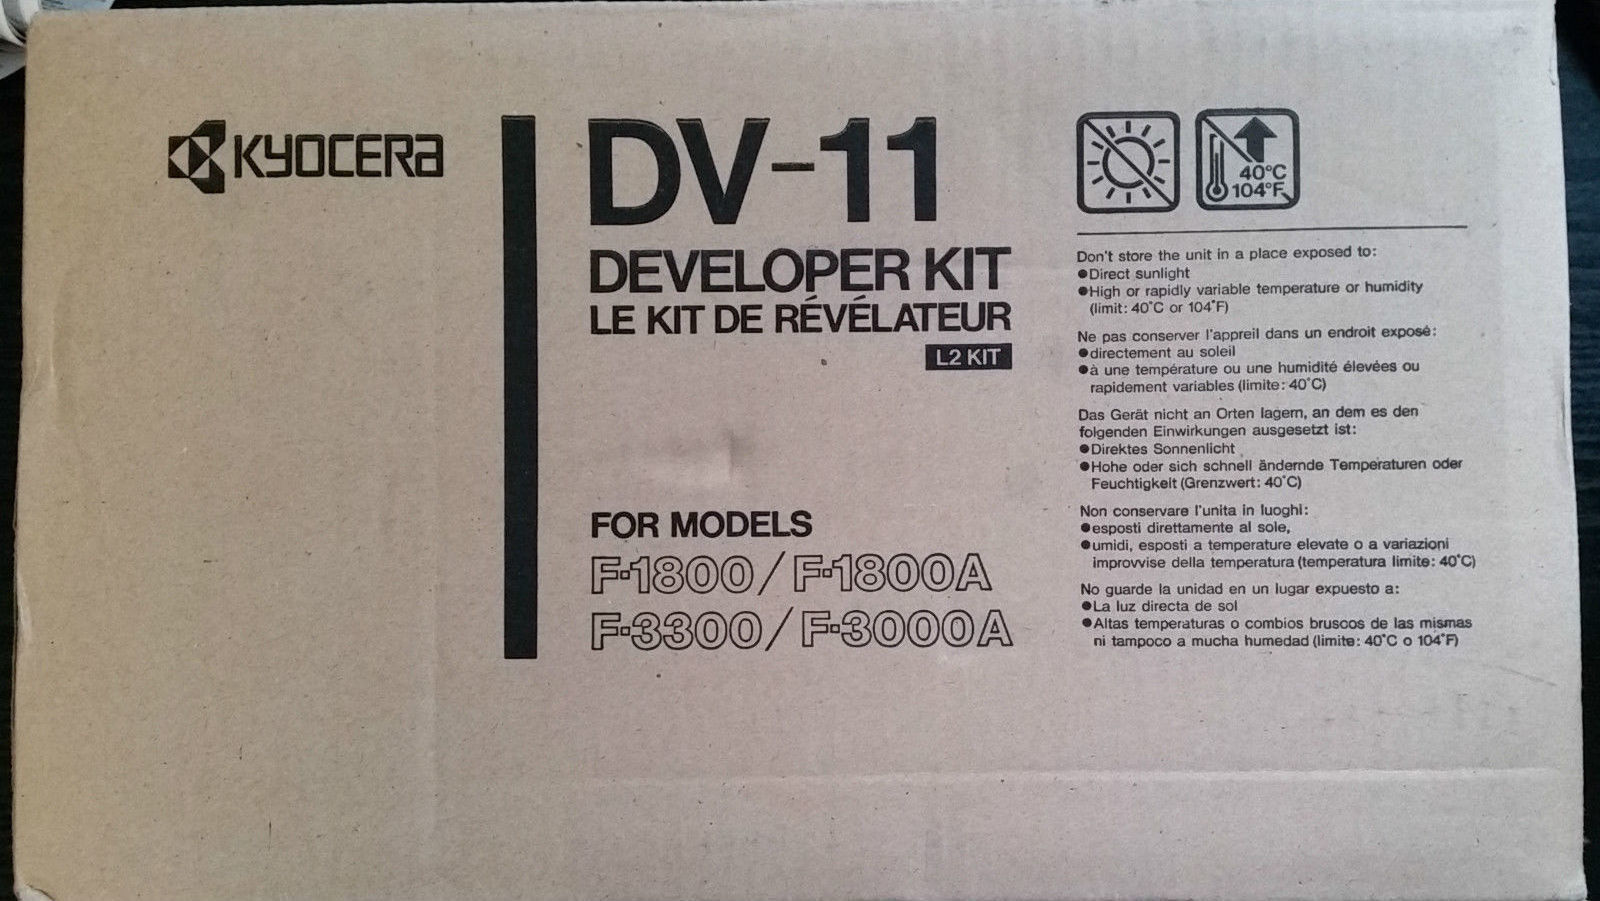 KYOCERA
DV-11
DEVELOPER KIT
LE KIT DE RÉVÉLATEUR
L2 KIT
FOR MODELS
F-1800/F-1800A
F-3300/F-3000A
40°C
104°F
Don't store the unit in a place exposed to:
●Direct sunlight
●High or rapidly variable temperature or humidity
(limit: 40°C or 104°F)
Ne pas conserver l'appreil dans un endroit exposé:
●directement au soleil
●à une température ou une humidité élevées ou
rapidement variables (limite: 40°C)
Das Gerät nicht an Orten lagern, an dem es den
folgenden Einwirkungen ausgesetzt ist:
●Direktes Sonnenlicht
●Hohe oder sich schnell ändernde Temperaturen oder
Feuchtigkeit (Grenzwert: 40°C)
Non conservare l'unita in luoghi:
●esposti direttamente al sole,
●umidi, esposti a temperature elevate o a variazioni
improvvise della temperatura (temperatura limite: 40°C)
No guarde la unidad en un lugar expuesto a:
●La luz directa de sol
●Altas temperaturas o combios bruscos de las mismas
ni tampoco a mucha humedad (limite: 40°C o 104°F)